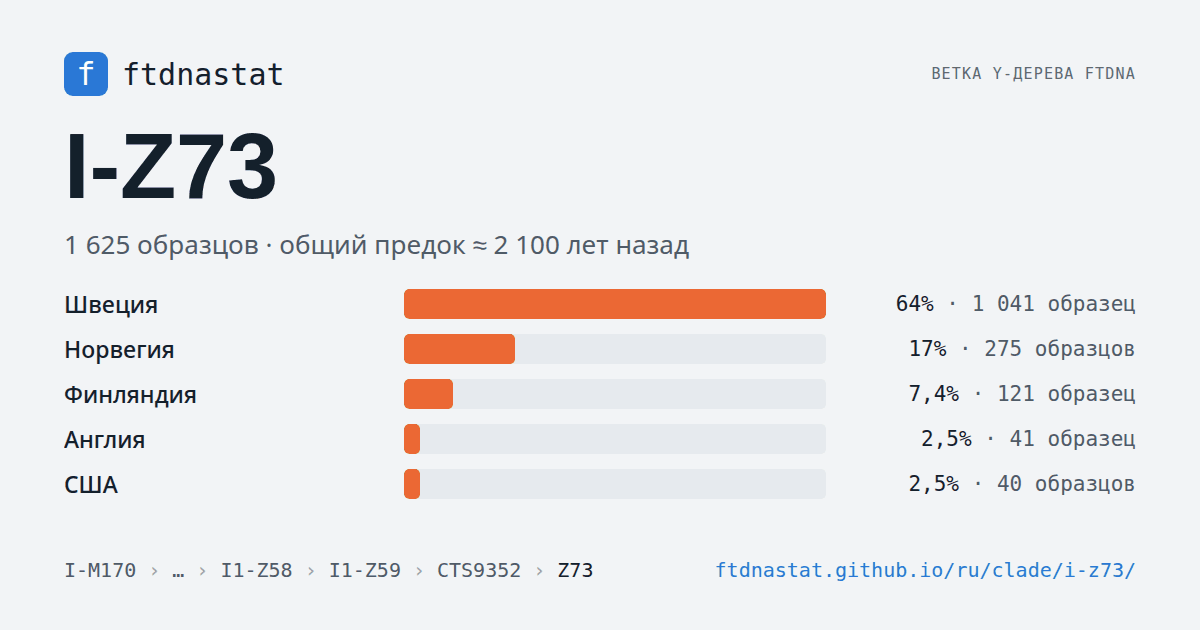 f ftdnastat
ВЕТКА Y-ДЕРЕВА FTDNA
I-Z73
1 625 образцов · общий предок ≈ 2 100 лет назад
Швеция 64% · 1 041 образец
Норвегия 17% · 275 образцов
Финляндия 7,4% · 121 образец
Англия 2,5% · 41 образец
США 2,5% · 40 образцов
I-M170 › … › I1-Z58 › I1-Z59 › CTS9352 › Z73
ftdnastat.github.io/ru/clade/i-z73/